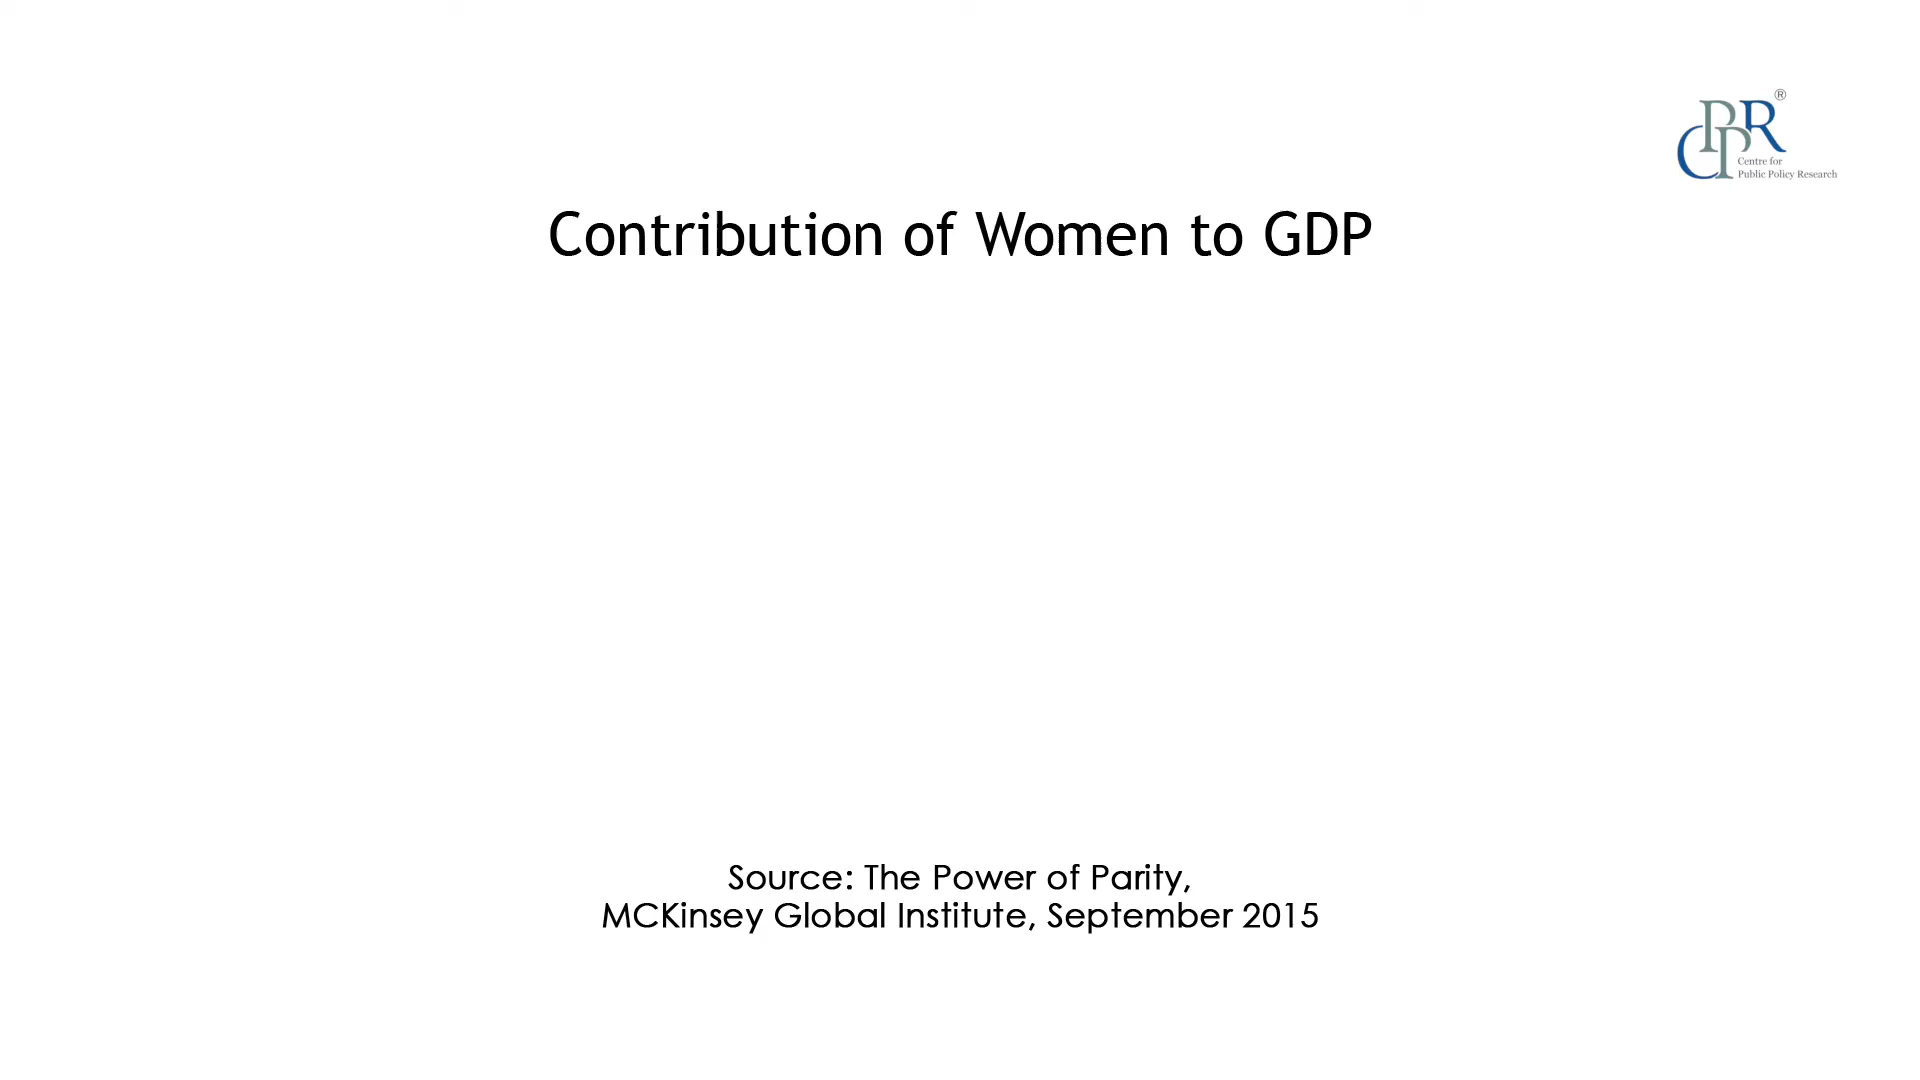 CPPR®
Centre for
Public Policy Research
Contribution of Women to GDP
Source: The Power of Parity,
MCKinsey Global Institute, September 2015